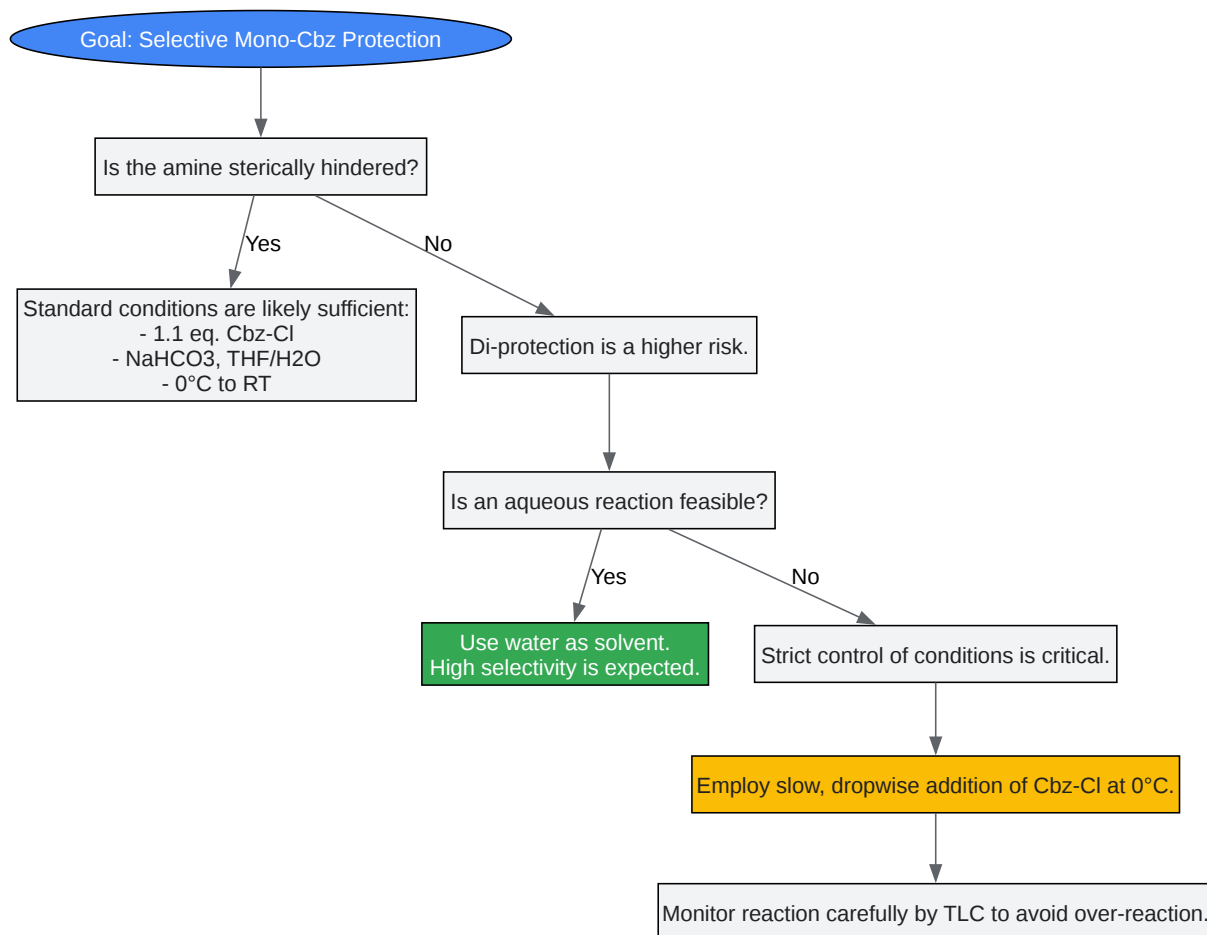 Goal: Selective Mono-Cbz Protection
Is the amine sterically hindered?
Yes
No
Standard conditions are likely sufficient:
- 1.1 eq. Cbz-Cl
- NaHCO3, THF/H2O
- 0°C to RT
Di-protection is a higher risk.
Is an aqueous reaction feasible?
Yes
No
Use water as solvent.
High selectivity is expected.
Strict control of conditions is critical.
Employ slow, dropwise addition of Cbz-Cl at 0°C.
Monitor reaction carefully by TLC to avoid over-reaction.